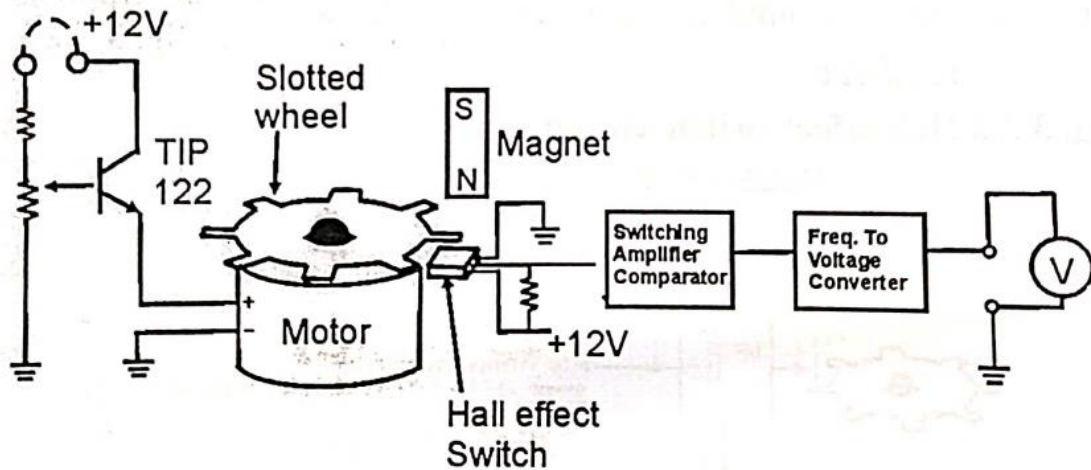 +12V
Slotted
wheel
TIP
122
S
N
Magnet
Switching
Amplifier
Comparator
Freq. To
Voltage
Converter
V
+
-
Motor
+12V
Hall effect
Switch